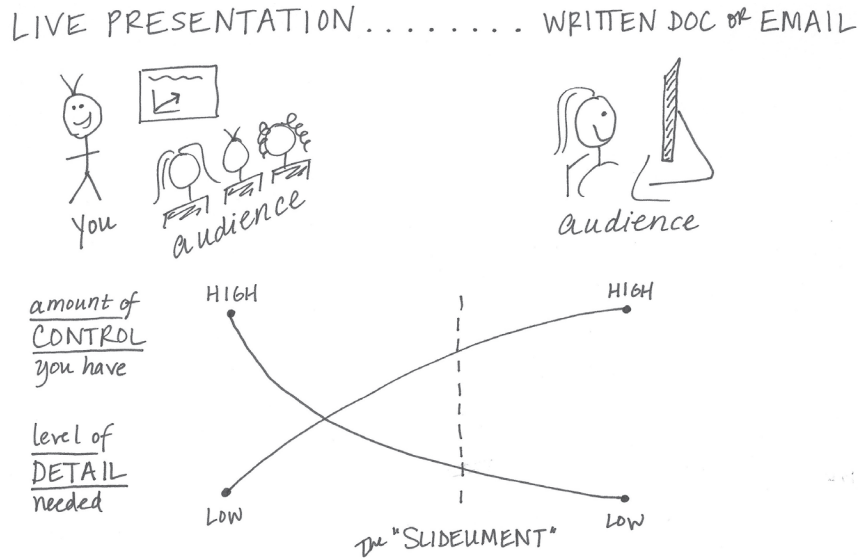 LIVE PRESENTATION ........ WRITTEN DOC OR EMAIL
you
audience
audience
amount of
CONTROL
you have
HIGH
HIGH
level of
DETAIL
needed
LOW
LOW
The "SLIDEUMENT"